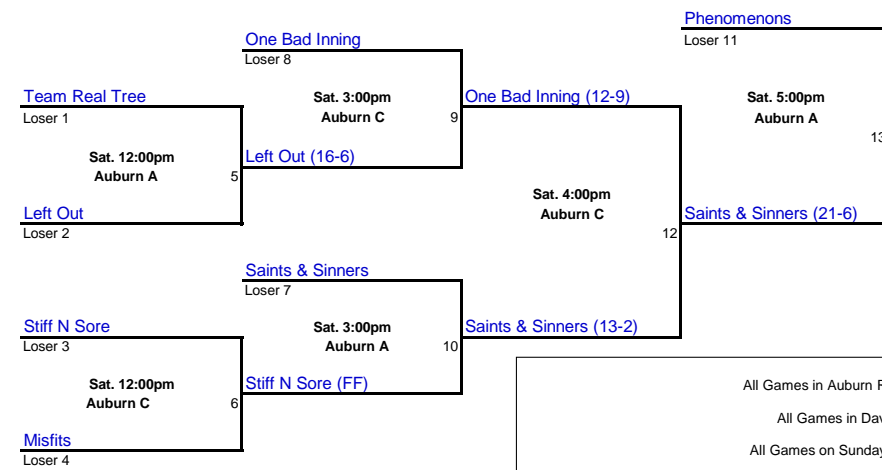 Phenomenons
Loser 11
One Bad Inning
Loser 8
Team Real Tree
Loser 1
Sat. 3:00pm
Auburn C
9
One Bad Inning (12-9)
Sat. 5:00pm
Auburn A
13
Sat. 12:00pm
Auburn A
5
Left Out (16-6)
Sat. 4:00pm
Auburn C
12
Left Out
Loser 2
Saints & Sinners (21-6)
Saints & Sinners
Loser 7
Stiff N Sore
Loser 3
Sat. 3:00pm
Auburn A
10
Saints & Sinners (13-2)
Sat. 12:00pm
Auburn C
6
Stiff N Sore (FF)
Misfits
Loser 4
All Games in Auburn
All Games in
All Games on Sunday